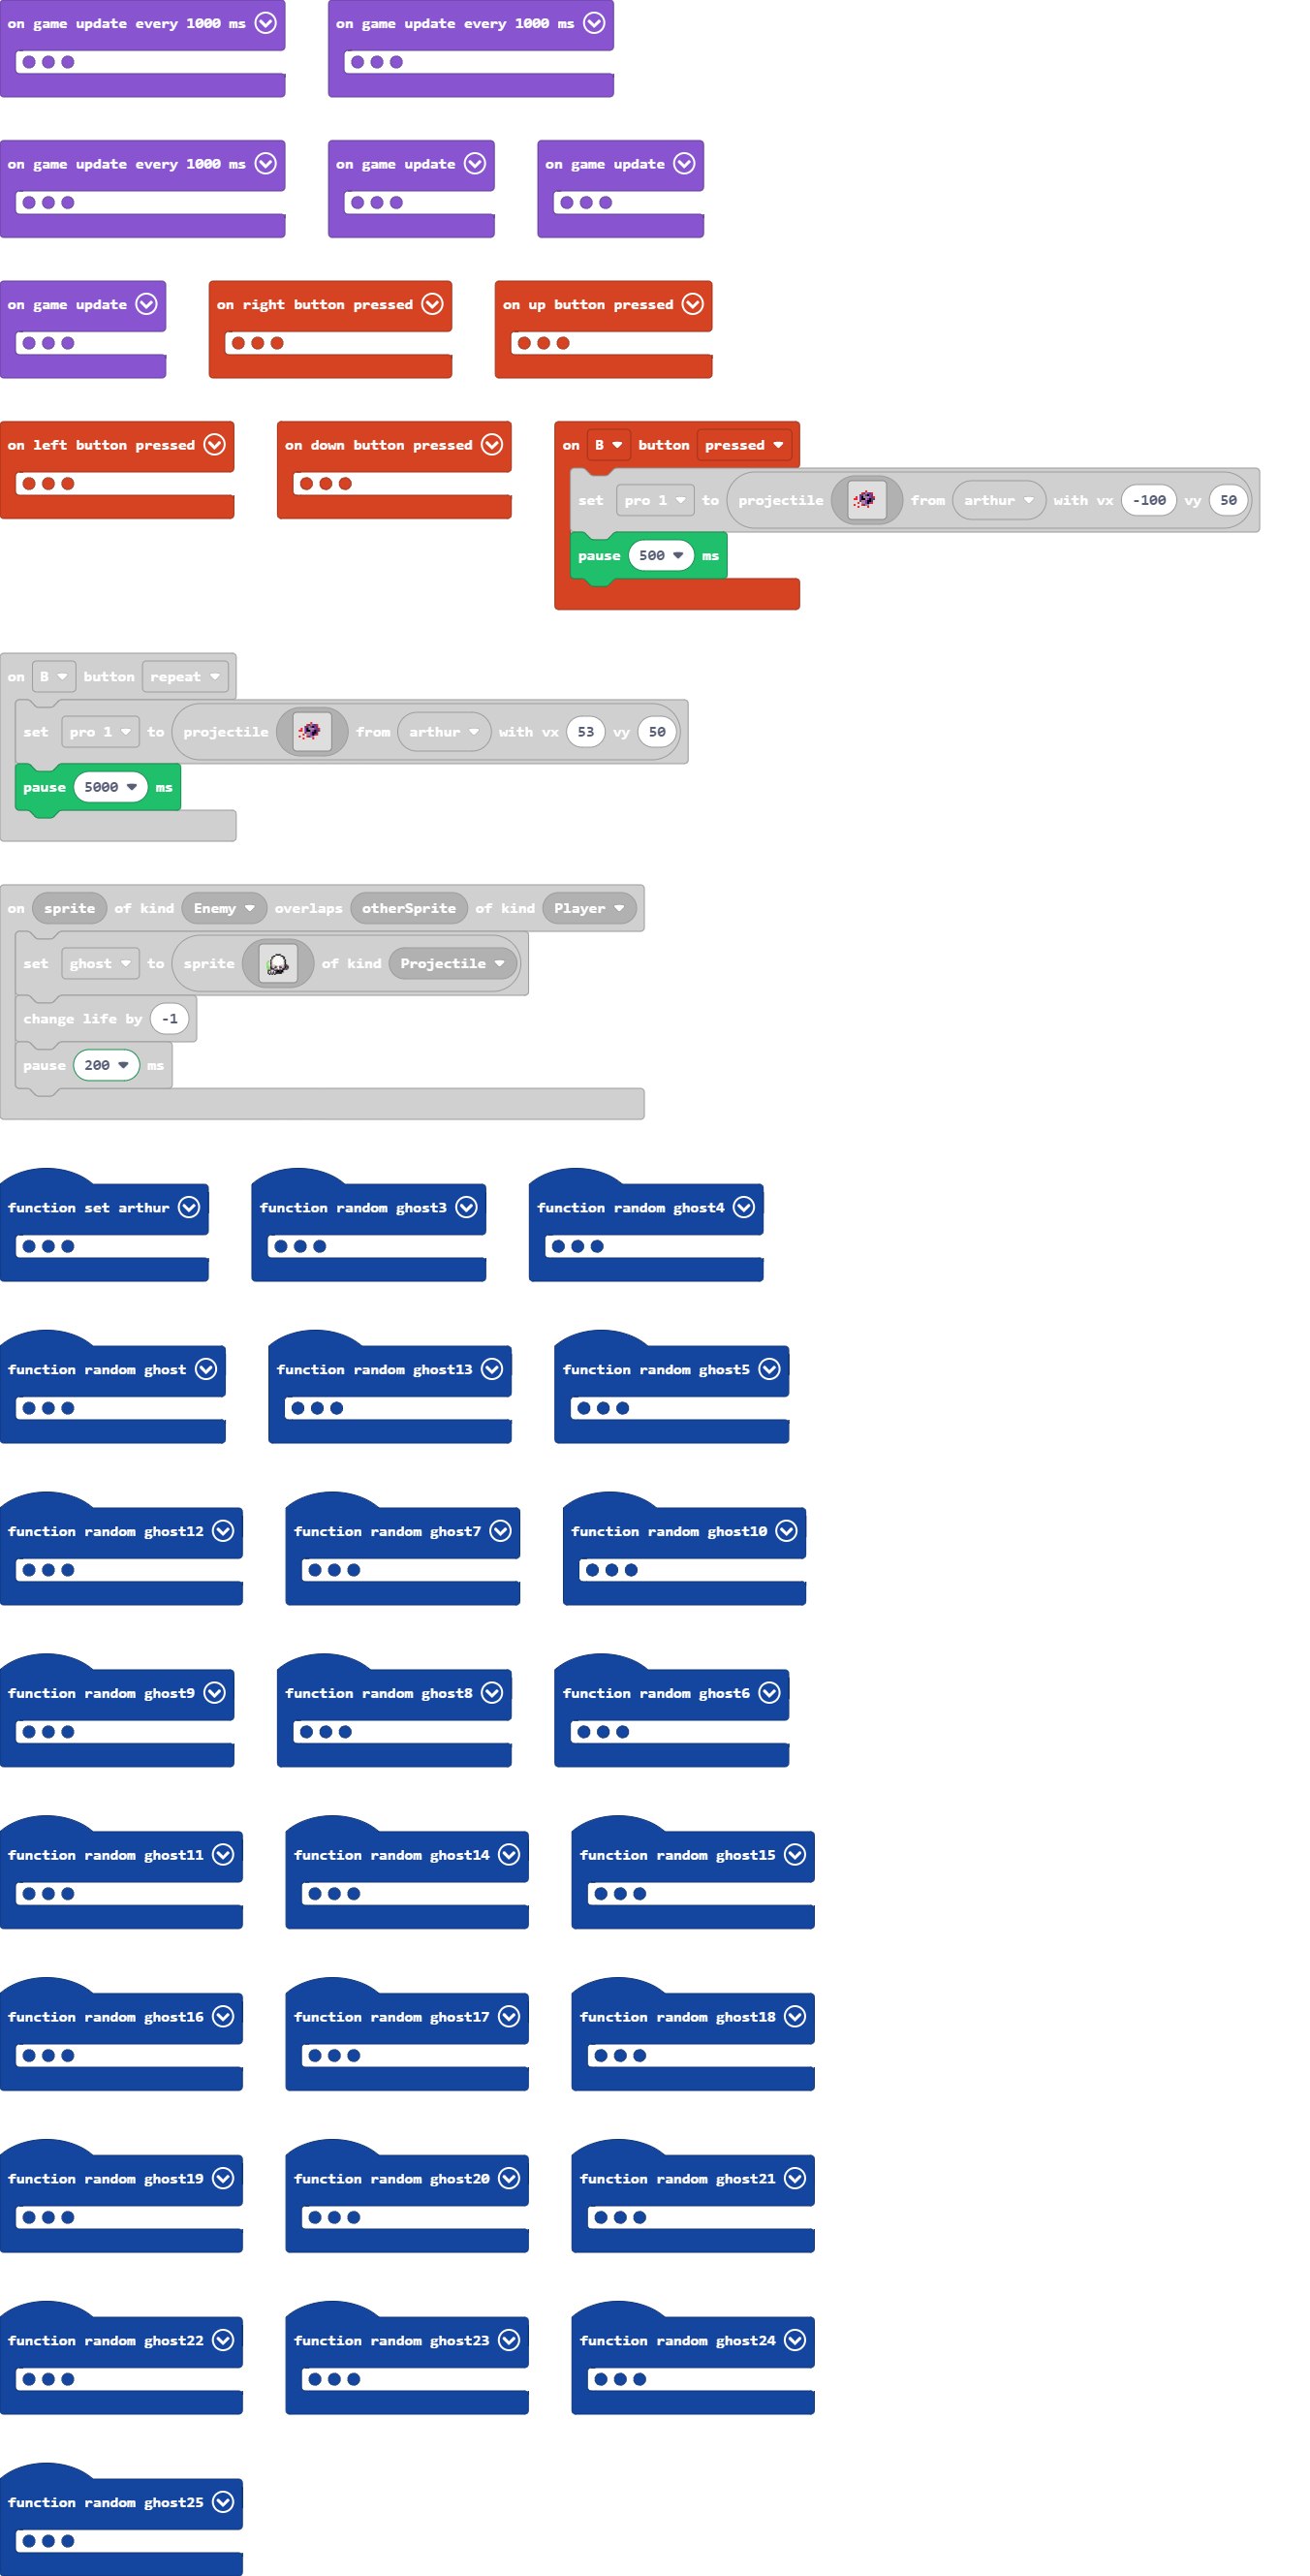 on game update every 1000 ms
on game update every 1000 ms
on game update every 1000 ms
on game update
on game update
on game update
on right button pressed
on up button pressed
on left button pressed
on down button pressed
on B button pressed
set pro 1 to projectile from arthur with vx -100 vy 50
pause 500 ms
on B button repeat
set pro 1 to projectile from arthur with vx 53 vy 50
pause 5000 ms
on sprite of kind Enemy overlaps otherSprite of kind Player
set ghost to sprite of kind Projectile
change life by -1
pause 200 ms
function set arthur
function random ghost3
function random ghost4
function random ghost
function random ghost13
function random ghost5
function random ghost12
function random ghost7
function random ghost10
function random ghost9
function random ghost8
function random ghost6
function random ghost11
function random ghost14
function random ghost15
function random ghost16
function random ghost17
function random ghost18
function random ghost19
function random ghost20
function random ghost21
function random ghost22
function random ghost23
function random ghost24
function random ghost25